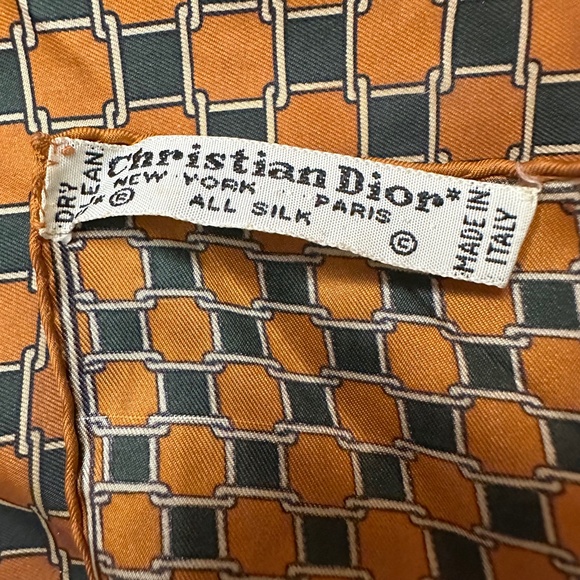 DRY
CLEAN
Christian Dior*
NEW YORK PARIS
ALL SILK
®
©
MADE IN
ITALY